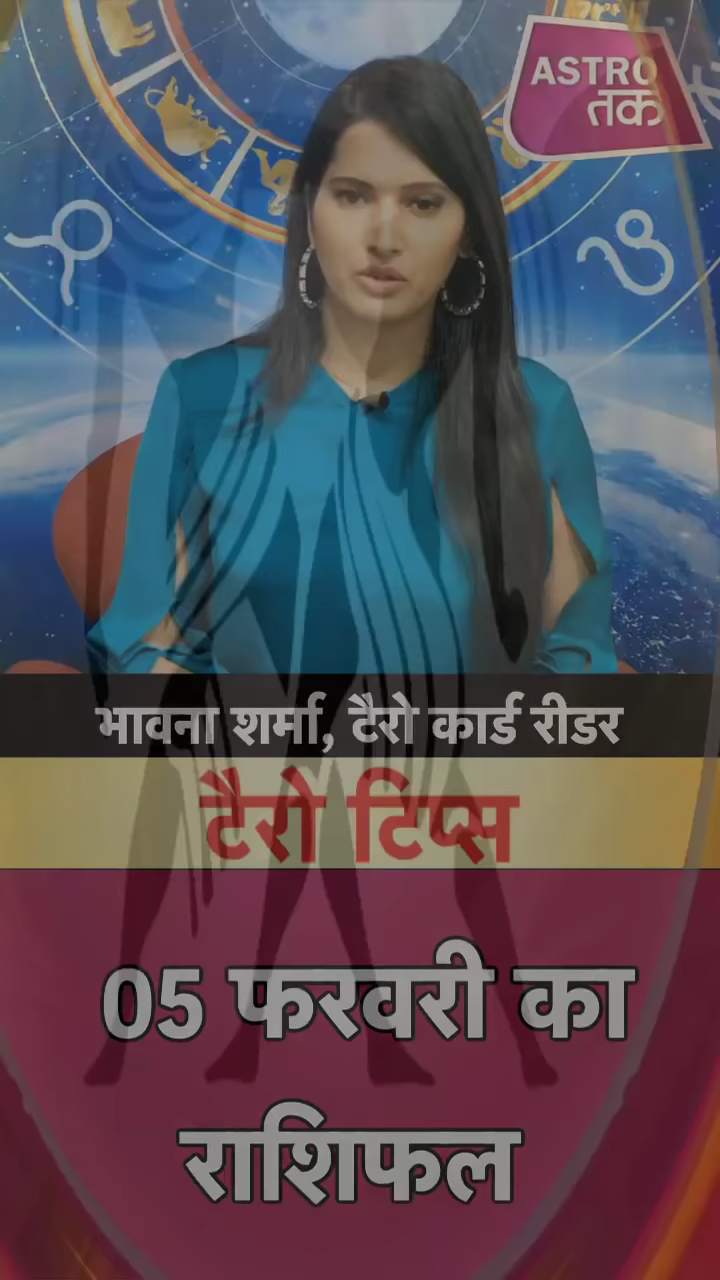 ASTRO
तक
भावना शर्मा, टैरो कार्ड रीडर
टैरो टिप्स
05 फरवरी का
राशिफल